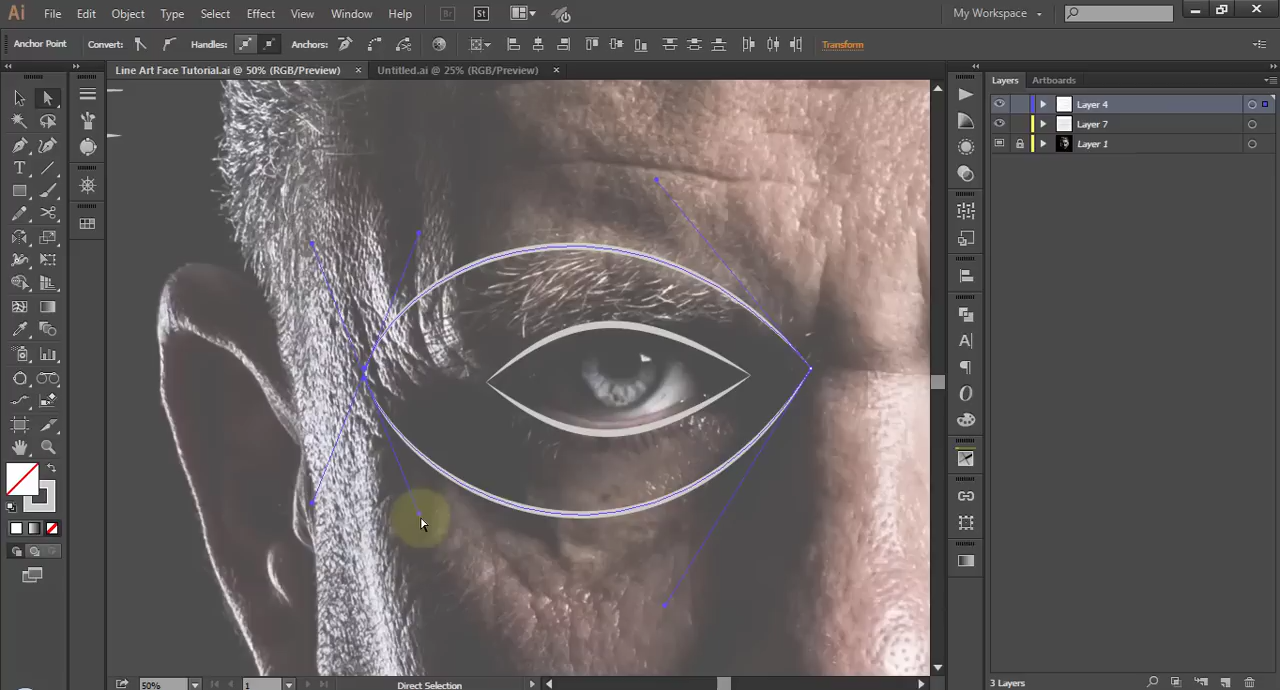 Ai File Edit Object Type Select Effect View Window Help Br St My Workspace
Anchor Point Convert: Handles: Anchors: Transform
Line Art Face Tutorial.ai @ 50% (RGB/Preview) × Untitled.ai @ 25% (RGB/Preview) ×
Layers Artboards
Layer 4
Layer 7
Layer 1
50% 1 Direct Selection
3 Layers